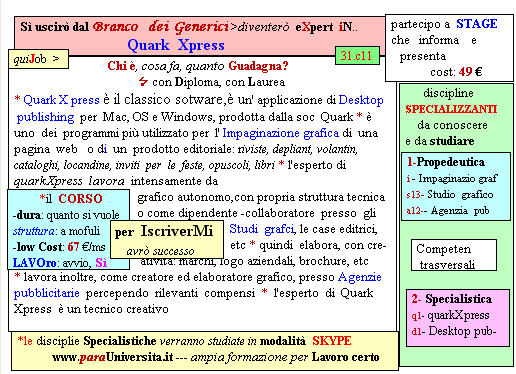 Sì uscirò dal Branco dei Generici >diventerò eXpert iN..
Quark Xpress
partecipo a STAGE
che informa e
presenta
cost: 49 €
quiJob >
31.c11
Chi è, cosa fa, quanto Guadagna?
con Diploma, con Laurea
* Quark X press è il classico sotware,è un' applicazione di Desktop
publishing per Mac, OS e Windows, prodotta dalla soc Quark * è
uno dei programmi più utilizzato per l' Impaginazione grafica di una
pagina web o di un prodotto editoriale: riviste, depliant, volantin,
cataloghi, locandine, inviti per le feste, opuscoli, libri * l'esperto di
quarkXpress lavora intensamente da
grafico autonomo,con propria struttura tecnica
o come dipendente -collaboratore presso gli
Studi grafci, le case editrici,
etc * quindi elabora, con cre-
atività: marchi, logo aziendali, brochure, etc
* lavora inoltre, come creatore ed elaboratore grafico, presso Agenzie
pubblicitarie percependo rilevanti compensi * l'esperto di Quark
Xpress è un tecnico creativo
*il CORSO
-dura: quanto si vuole
struttura: a mofuli
-low Cost: 67 €/ms
LAVOro: avvio, Si
per IscriverMi
avrò successo
discipline
SPECIALIZZANTI
da conoscere
e da studiare
1-Propedeutica
i- Impaginazio graf
s13- Studio grafico
a12-- Agenzia pub
Competen
trasversali
2- Specialistica
q1- quarkXpress
d1- Desktop pub-
*le disciplie Specialistiche verranno studiate in modalità SKYPE
www.paraUniversita.it --- ampia formazione per Lavoro certo